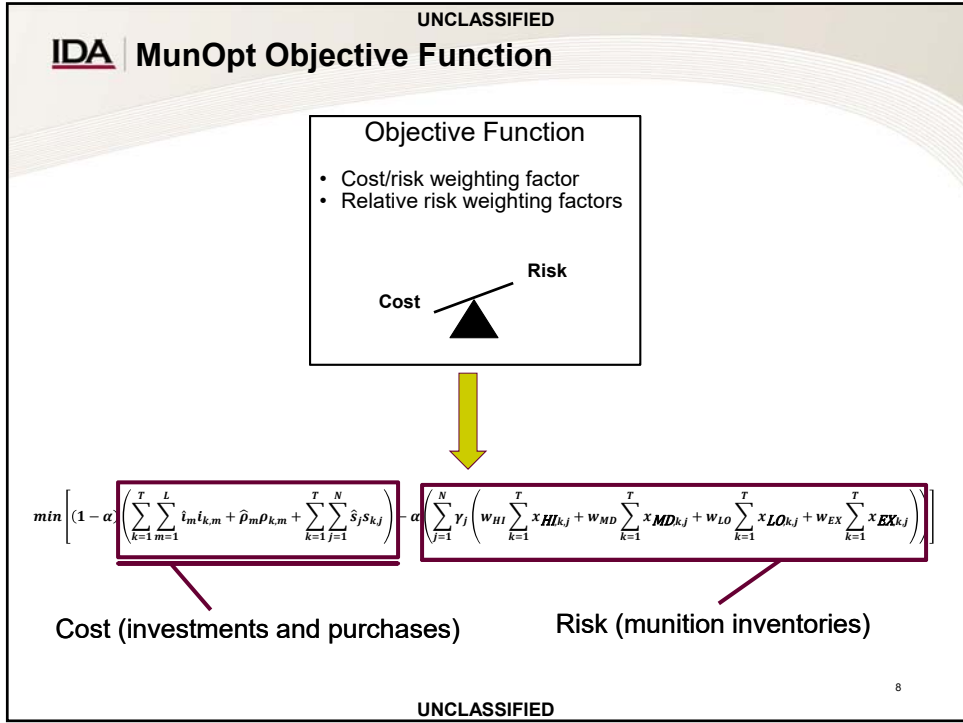 UNCLASSIFIED
IDA | MunOpt Objective Function
Objective Function
• Cost/risk weighting factor
• Relative risk weighting factors
Risk
Cost
min [(1 − α) (∑_{k=1}^{T} ∑_{m=1}^{L} î_m i_{k,m} + ρ̂_m ρ_{k,m} + ∑_{k=1}^{T} ∑_{j=1}^{N} ŝ_j s_{k,j}) − α (∑_{j=1}^{N} γ_j (w_{HI} ∑_{k=1}^{T} x_{HI k,j} + w_{MD} ∑_{k=1}^{T} x_{MD k,j} + w_{LO} ∑_{k=1}^{T} x_{LO k,j} + w_{EX} ∑_{k=1}^{T} x_{EX k,j}))]
Cost (investments and purchases)
Risk (munition inventories)
8
UNCLASSIFIED